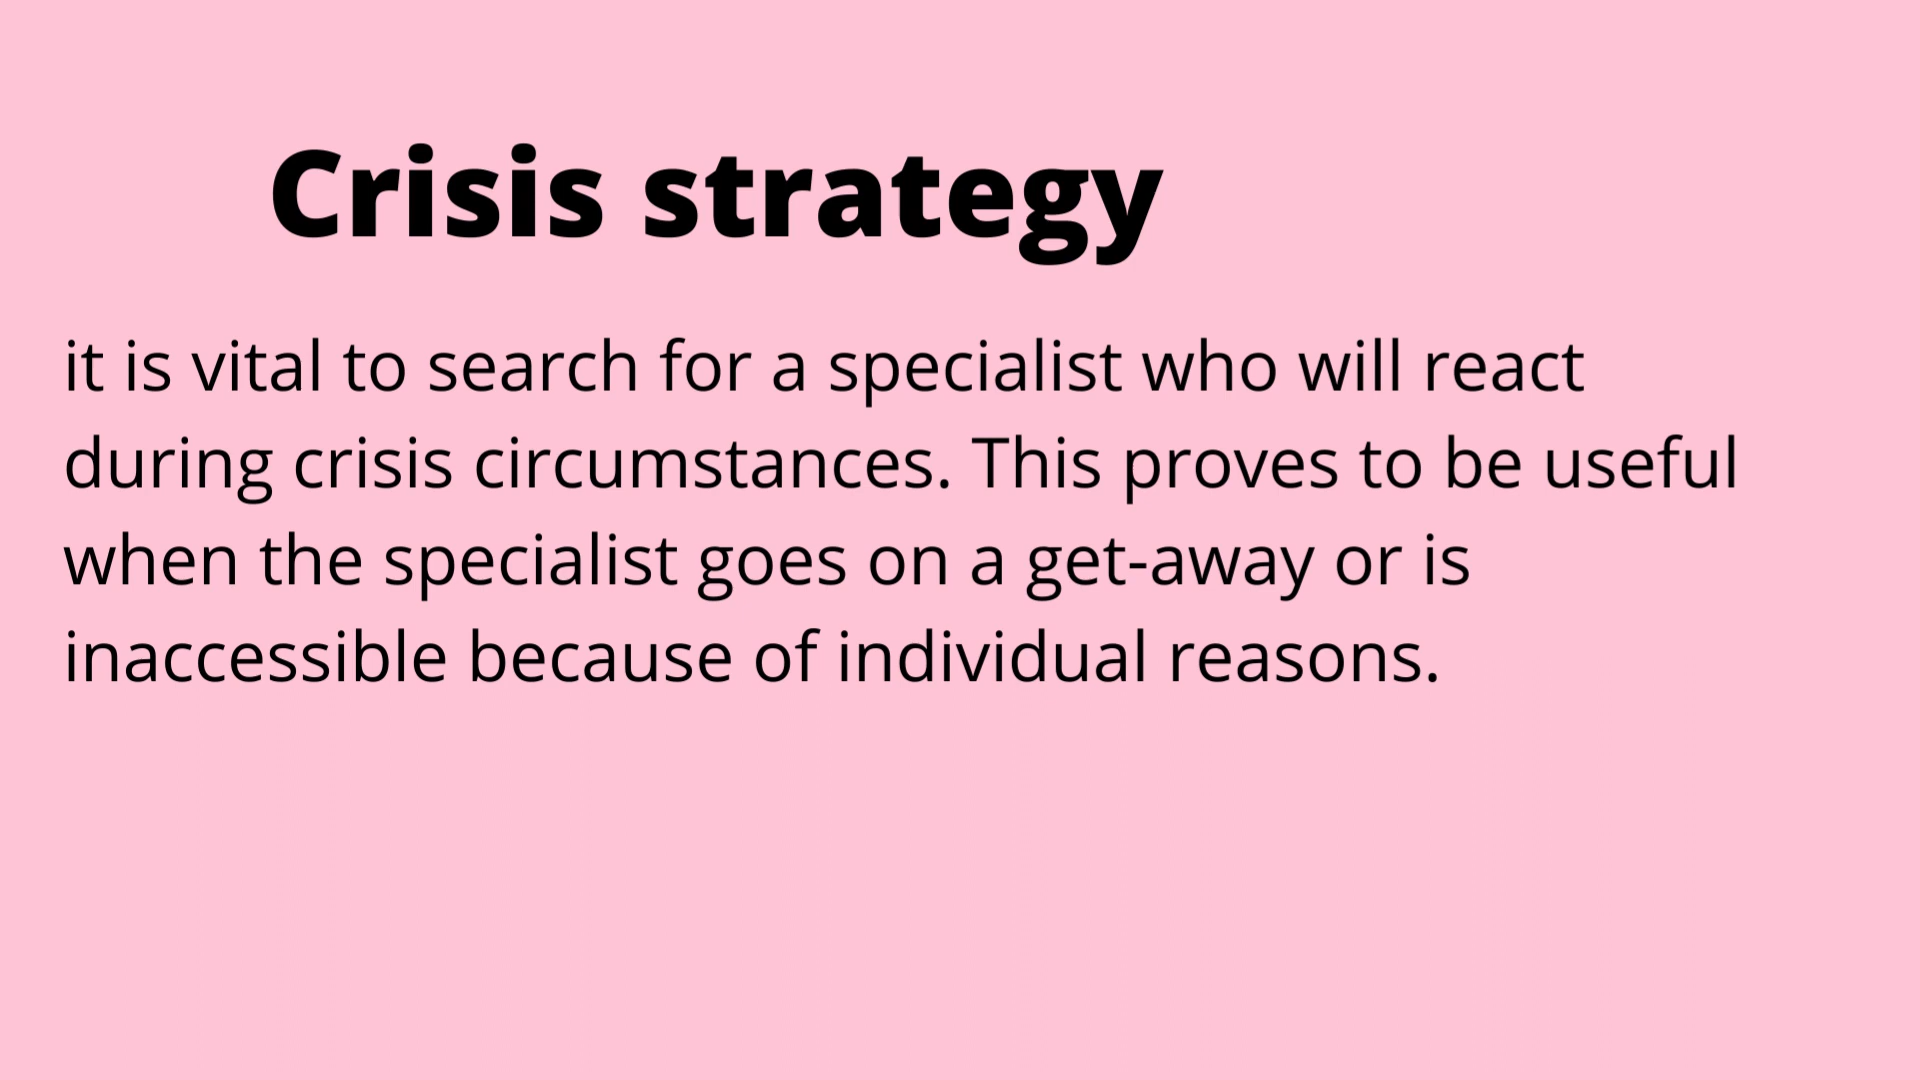 Crisis strategy
it is vital to search for a specialist who will react
during crisis circumstances. This proves to be useful
when the specialist goes on a get-away or is
inaccessible because of individual reasons.